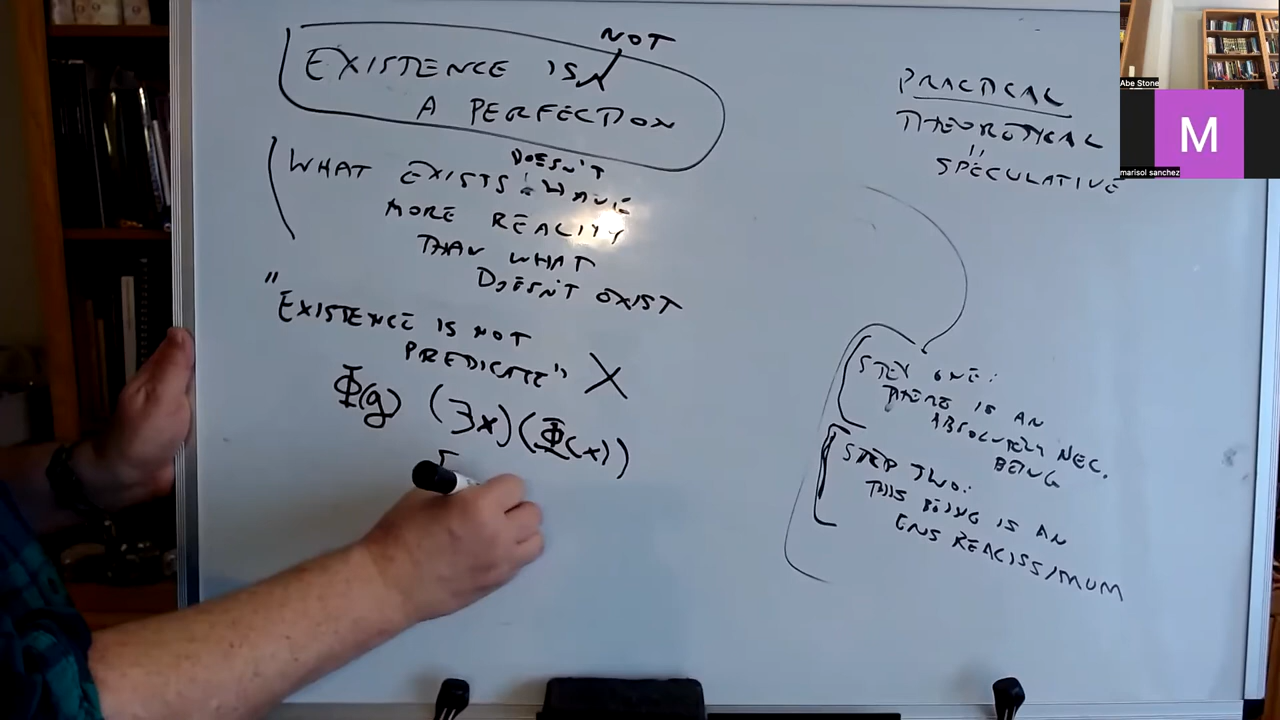 NOT
EXISTENCE IS
A PERFECTION
DOESN'T
WHAT EXISTS HAVE
MORE REALITY
THAN WHAT
DOESN'T EXIST
"EXISTENCE IS NOT
PREDICATE" X
Φ(g) (∃x)(Φ(x))
PRACTICAL
THEORETICAL
"
SPECULATIVE
STEP ONE:
THERE IS AN
ABSOLUTELY NEC.
BEING
STEP TWO:
THIS BEING IS AN
ENS REALISSIMUM
Abe Stone
M
marisol sanchez